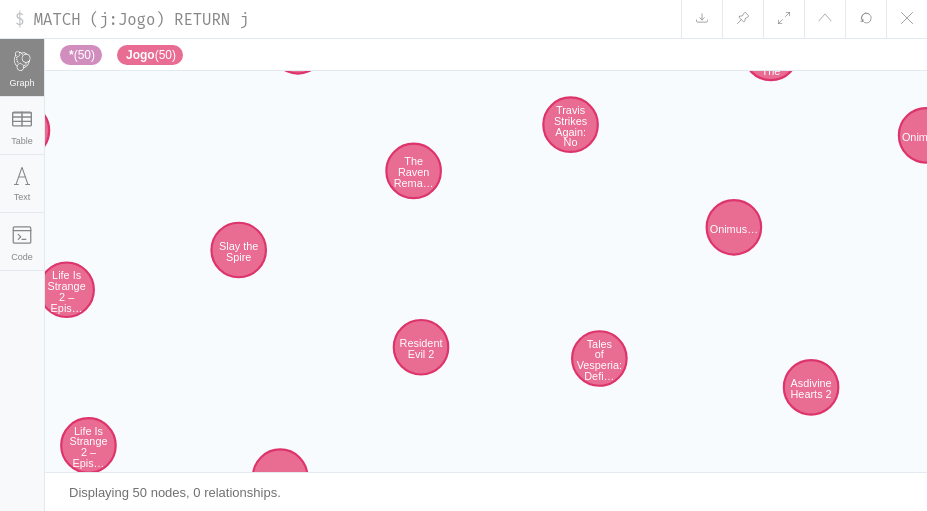 $ MATCH (j:Jogo) RETURN j
*(50) Jogo(50)
Graph
Table
Text
Code
The
Travis
Strikes
Again:
No
Onim
The
Raven
Rema…
Onimus…
Slay the
Spire
Life Is
Strange
2 –
Epis…
Resident
Evil 2
Tales
of
Vesperia:
Defi…
Asdivine
Hearts 2
Life Is
Strange
2 –
Epis…
Displaying 50 nodes, 0 relationships.